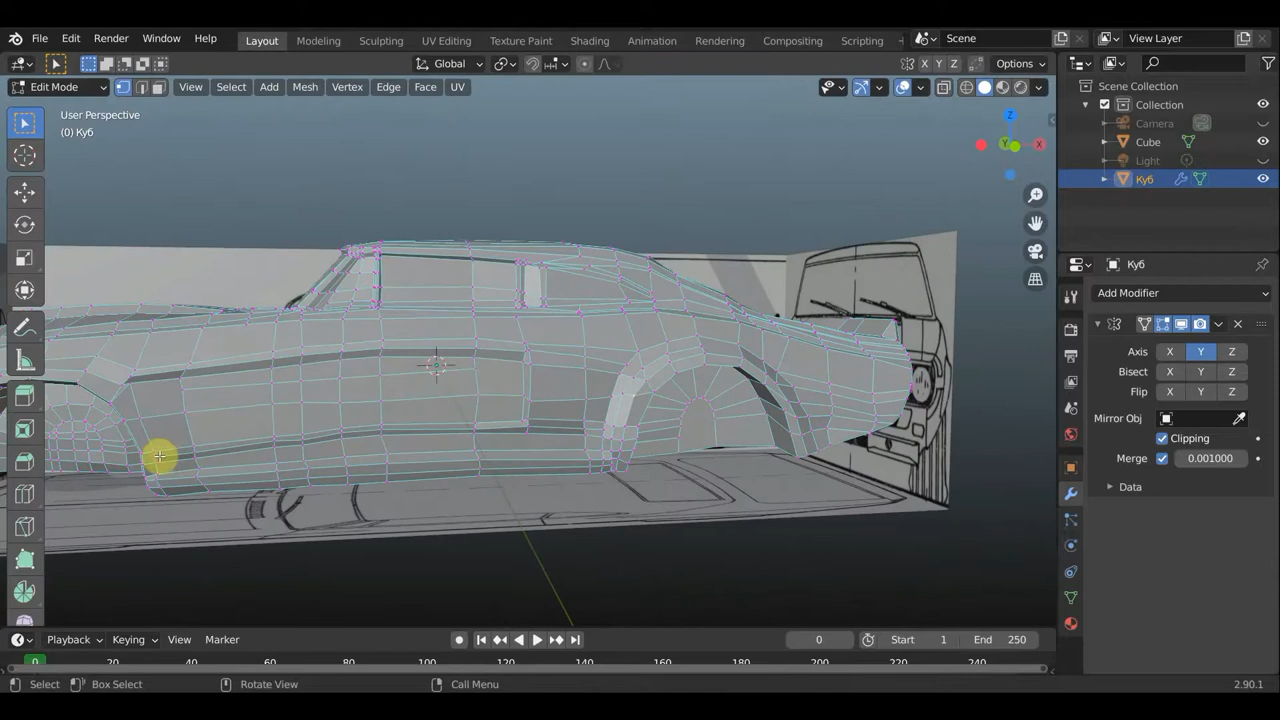 File Edit Render Window Help Layout Modeling Sculpting UV Editing Texture Paint Shading Animation Rendering Compositing Scripting Scene View Layer
Global X Y Z Options
Edit Mode View Select Add Mesh Vertex Edge Face UV
User Perspective
(0) Куб
Z
Y X
Scene Collection
Collection
Camera
Cube
Light
Куб
Куб
Add Modifier
Axis X Y Z
Bisect X Y Z
Flip X Y Z
Mirror Obj
Clipping
Merge 0.001000
Data
Playback Keying View Marker 0 Start 1 End 250
0 20 40 60 80 100 120 140 160 180 200 220 240
Select Box Select Rotate View Call Menu 2.90.1